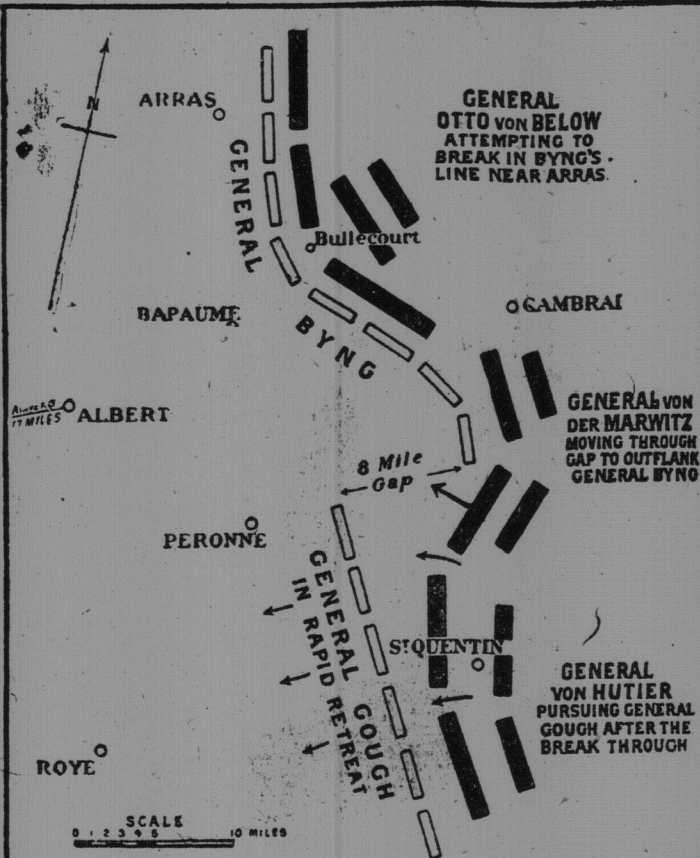 N
ARRAS
GENERAL
OTTO VON BELOW
ATTEMPTING TO
BREAK IN BYNG'S
LINE NEAR ARRAS.
GENERAL
BYNG
Bullecourt
BAPAUME
CAMBRAI
17 MILES
ALBERT
GENERAL VON
DER MARWITZ
MOVING THROUGH
GAP TO OUTFLANK
GENERAL BYNG
8 Mile
Gap
PERONNE
GENERAL GOUGH
IN RAPID RETREAT
ST QUENTIN
GENERAL
VON HUTIER
PURSUING GENERAL
GOUGH AFTER THE
BREAK THROUGH
ROYE
SCALE
0 1 2 3 4 5 10 MILES